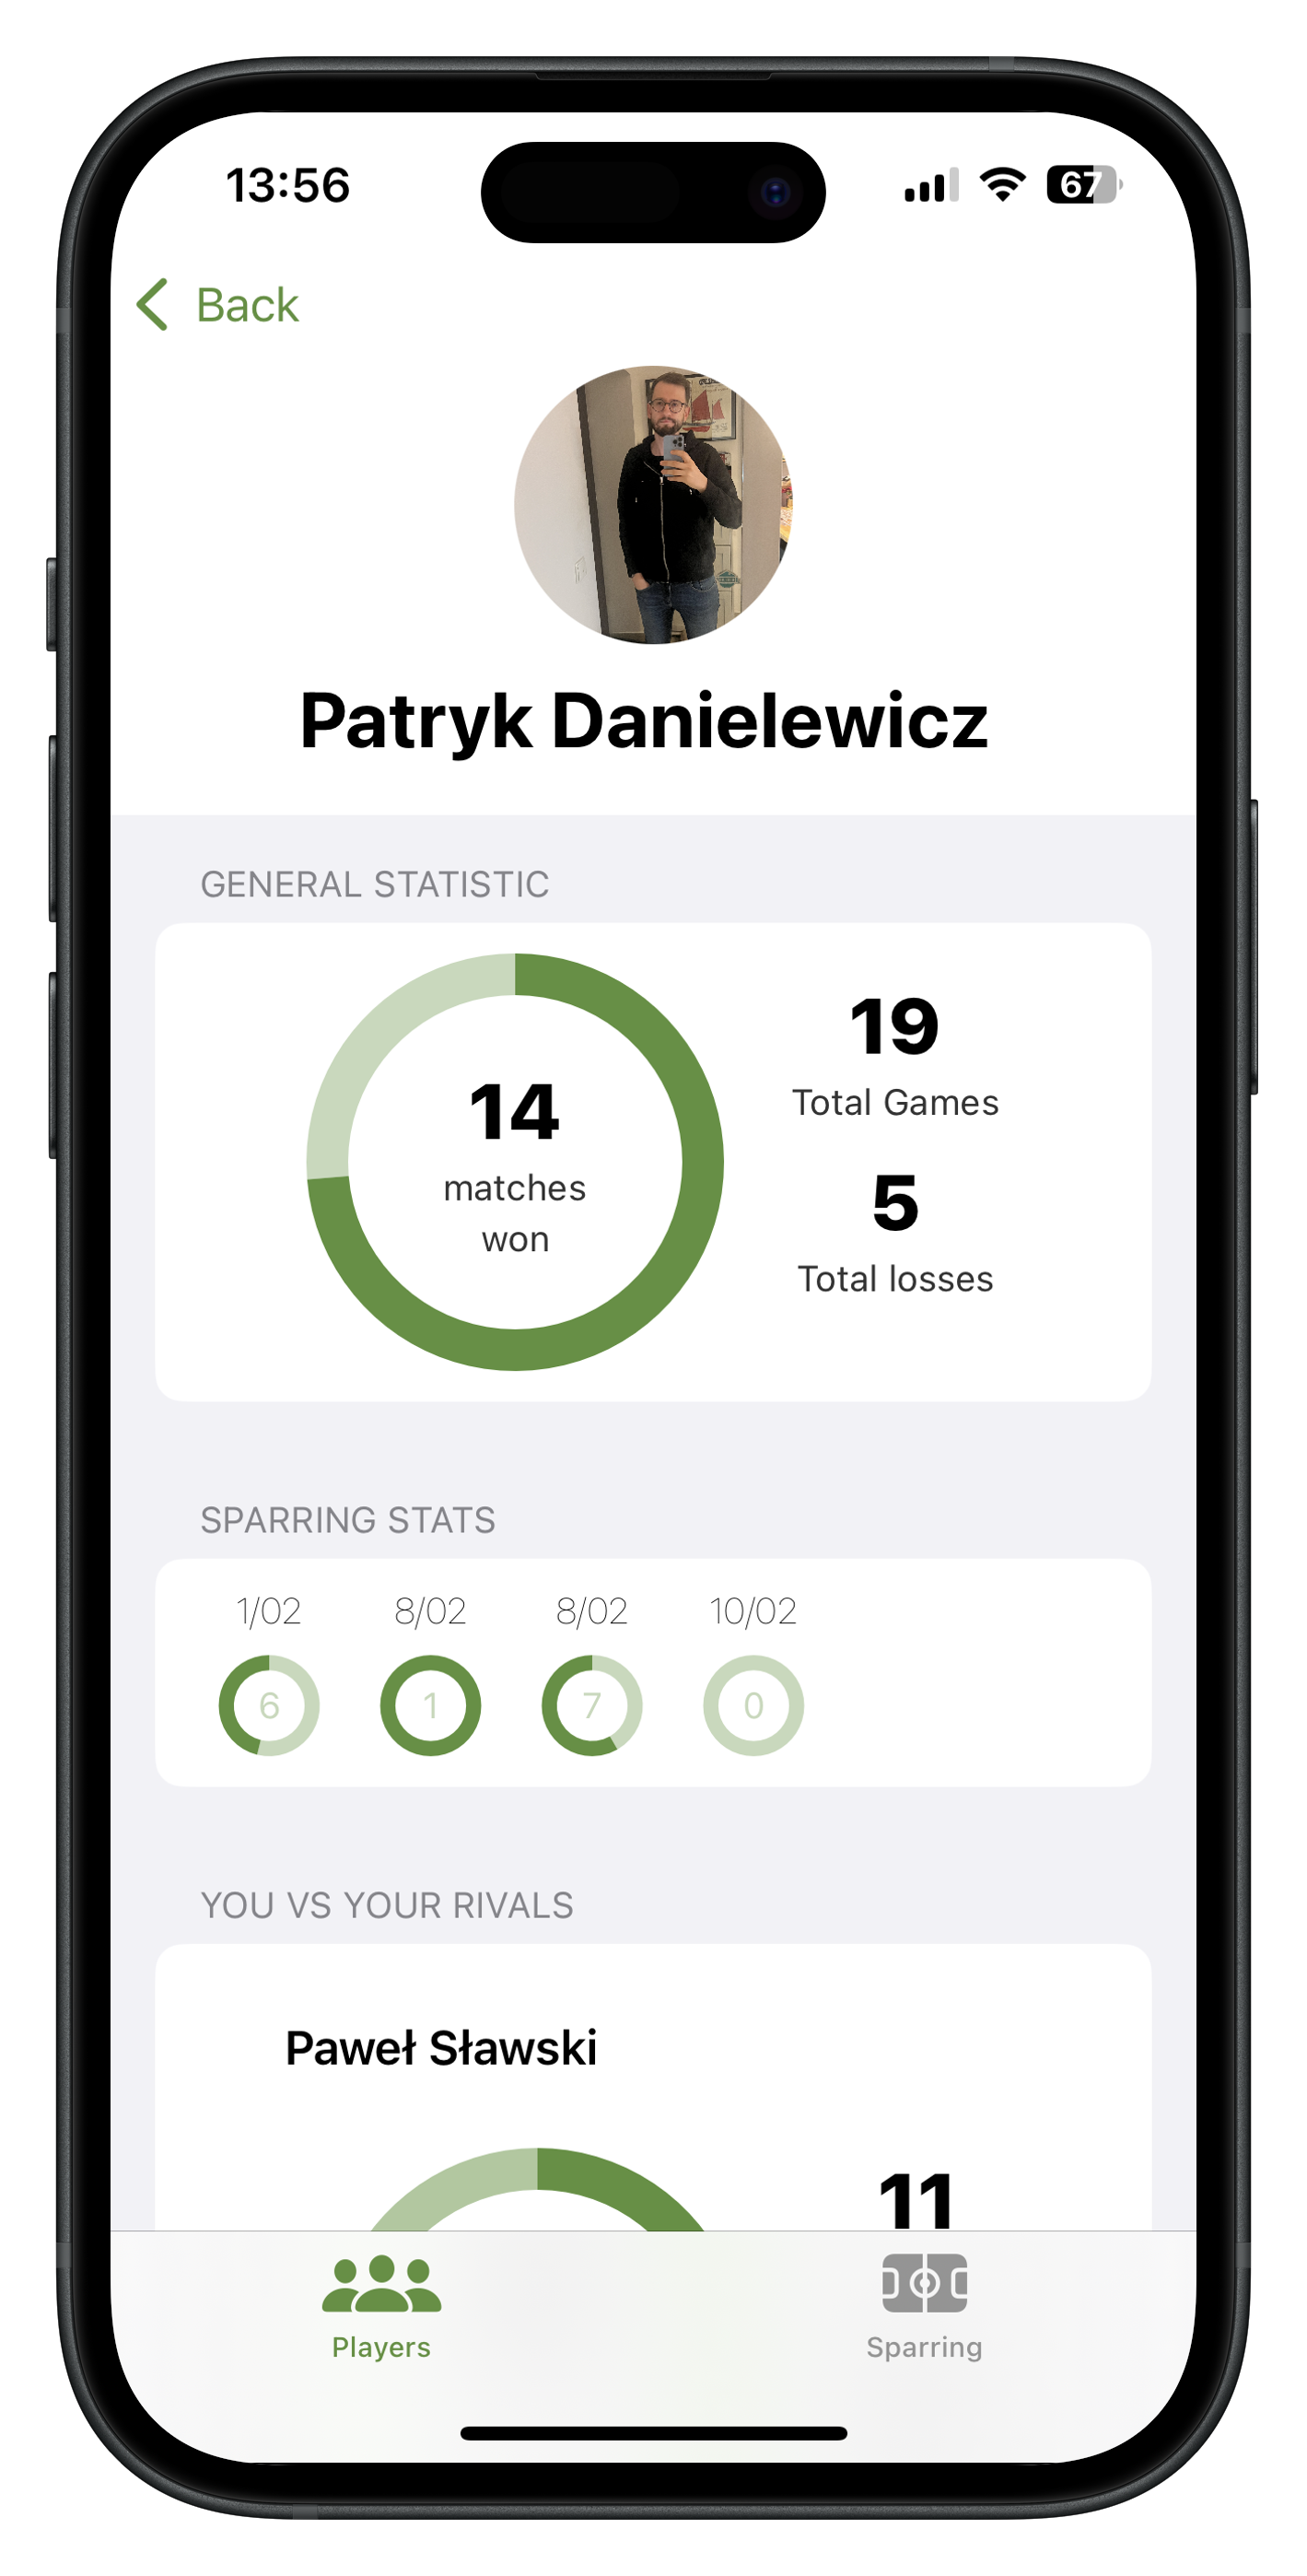 13:56
67
Back
Patryk Danielewicz
GENERAL STATISTIC
14
matches
won
19
Total Games
5
Total losses
SPARRING STATS
1/02 8/02 8/02 10/02
6 1 7 0
YOU VS YOUR RIVALS
Paweł Sławski
11
Players
Sparring